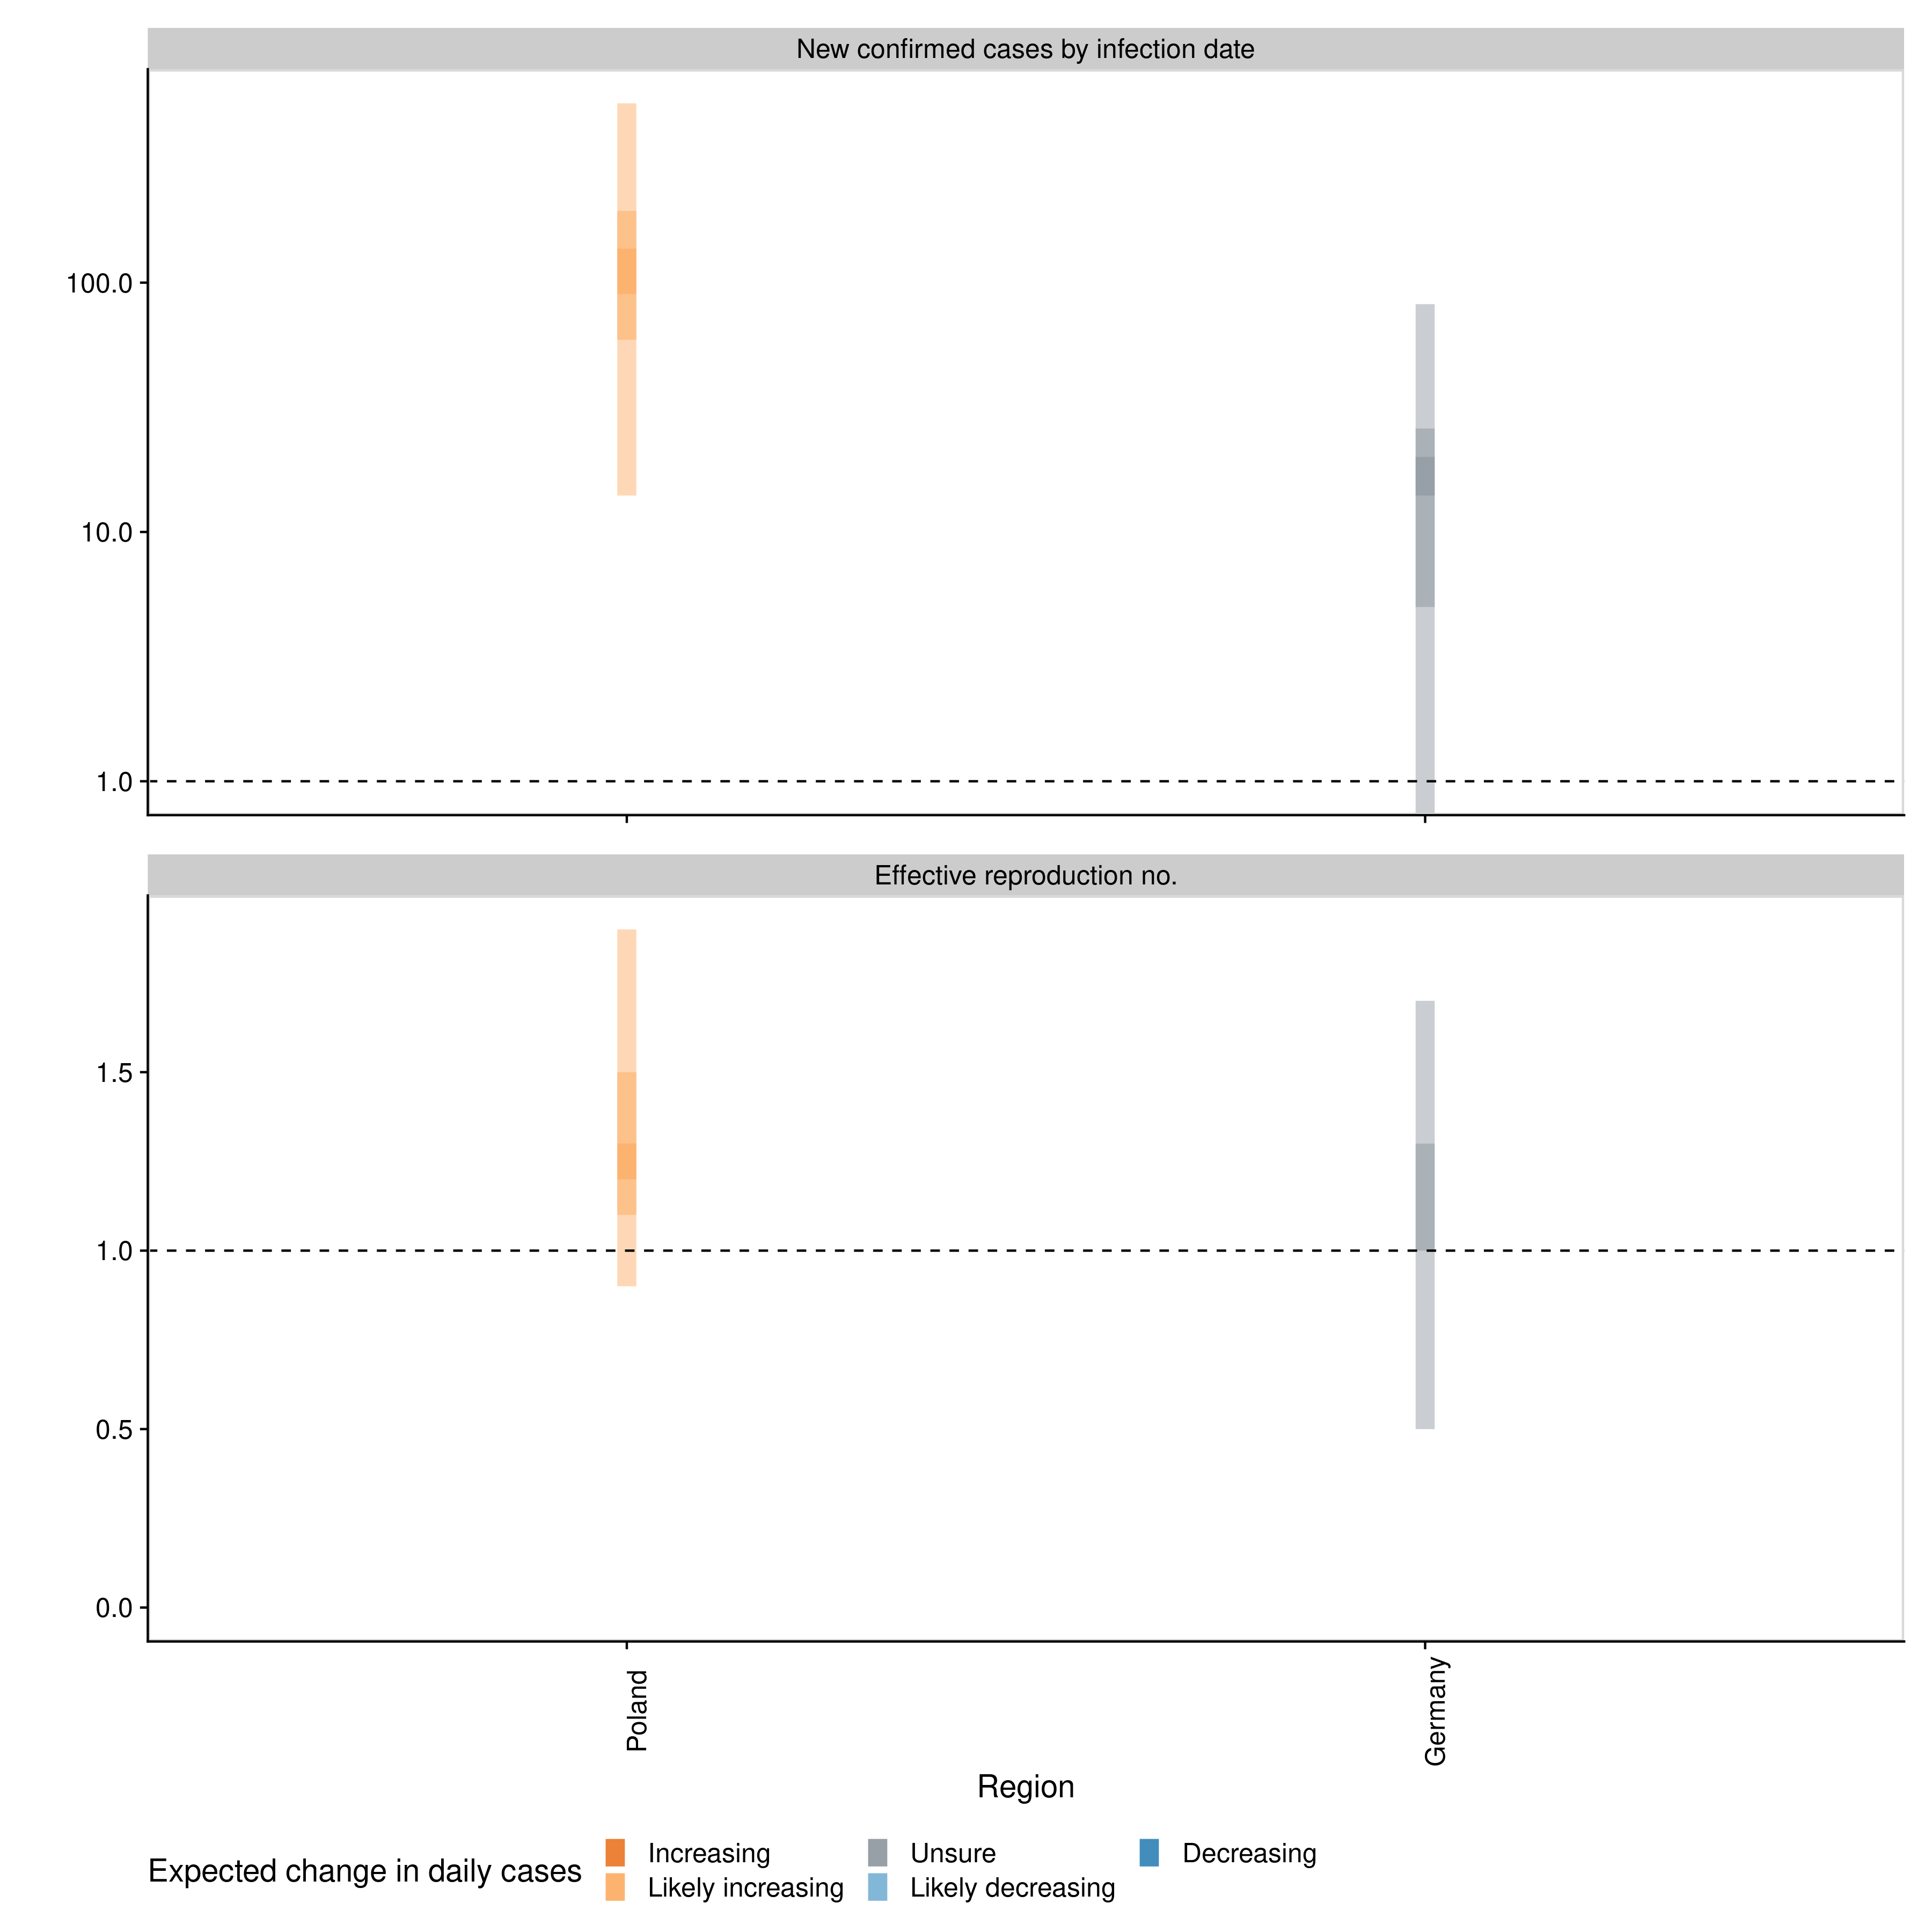 New confirmed cases by infection date
100.0
10.0
1.0
Effective reproduction no.
1.5
1.0
0.5
0.0
Poland
Germany
Region
Expected change in daily cases
Increasing
Likely increasing
Unsure
Likely decreasing
Decreasing